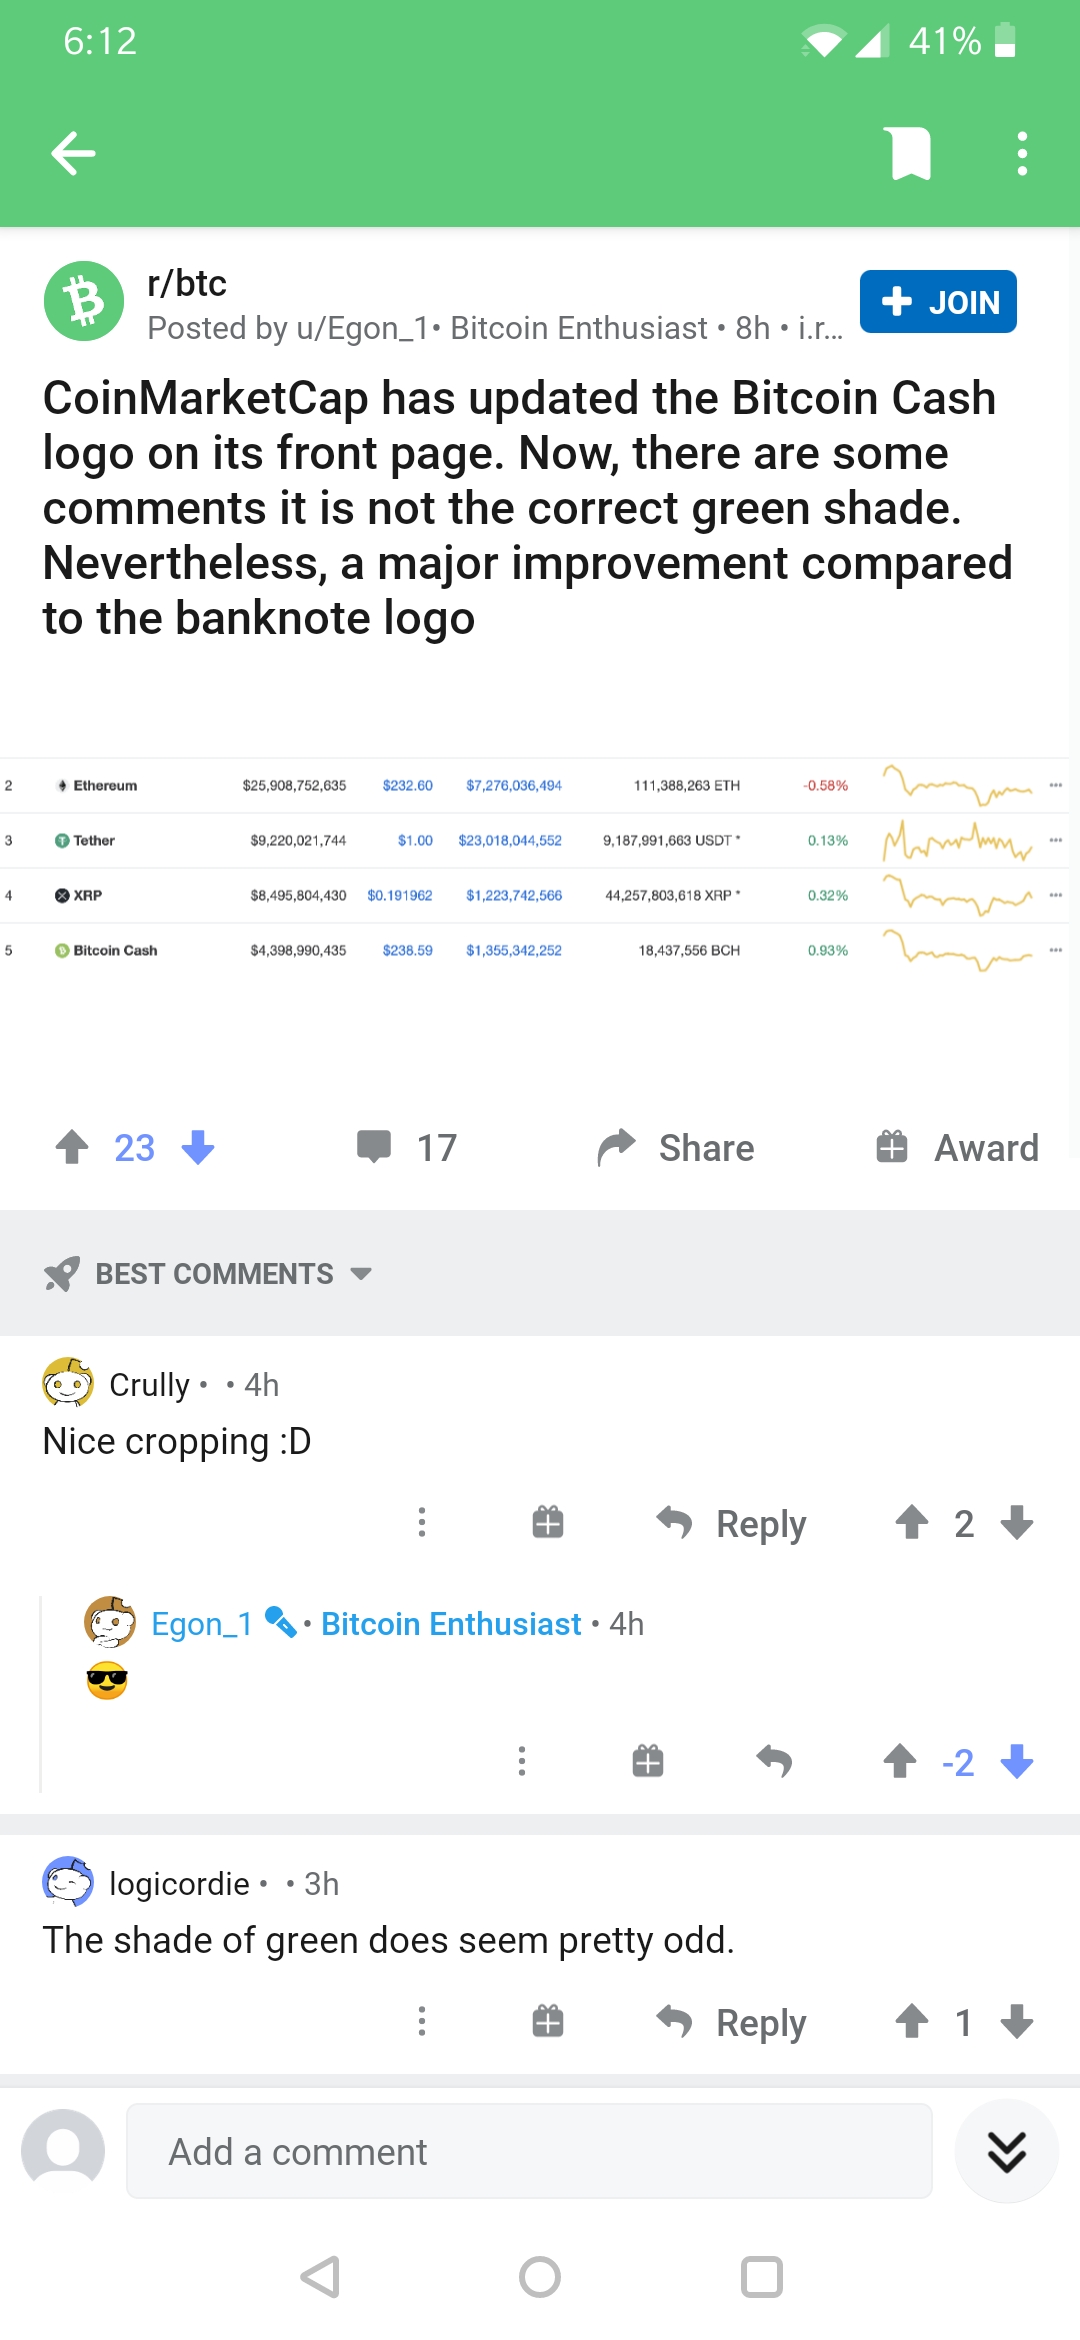 6:12 41%
r/btc
Posted by u/Egon_1• Bitcoin Enthusiast • 8h • i.r...
+ JOIN
CoinMarketCap has updated the Bitcoin Cash
logo on its front page. Now, there are some
comments it is not the correct green shade.
Nevertheless, a major improvement compared
to the banknote logo
2 Ethereum $25,908,752,635 $232.60 $7,276,036,494 111,388,263 ETH -0.58%
3 Tether $9,220,021,744 $1.00 $23,018,044,552 9,187,991,663 USDT * 0.13%
4 XRP $8,495,804,430 $0.191962 $1,223,742,566 44,257,803,618 XRP * 0.32%
5 Bitcoin Cash $4,398,990,435 $238.59 $1,355,342,252 18,437,556 BCH 0.93%
23 17 Share Award
BEST COMMENTS
Crully • • 4h
Nice cropping :D
Reply 2
Egon_1 • Bitcoin Enthusiast • 4h
😎
-2
logicordie • • 3h
The shade of green does seem pretty odd.
Reply 1
Add a comment